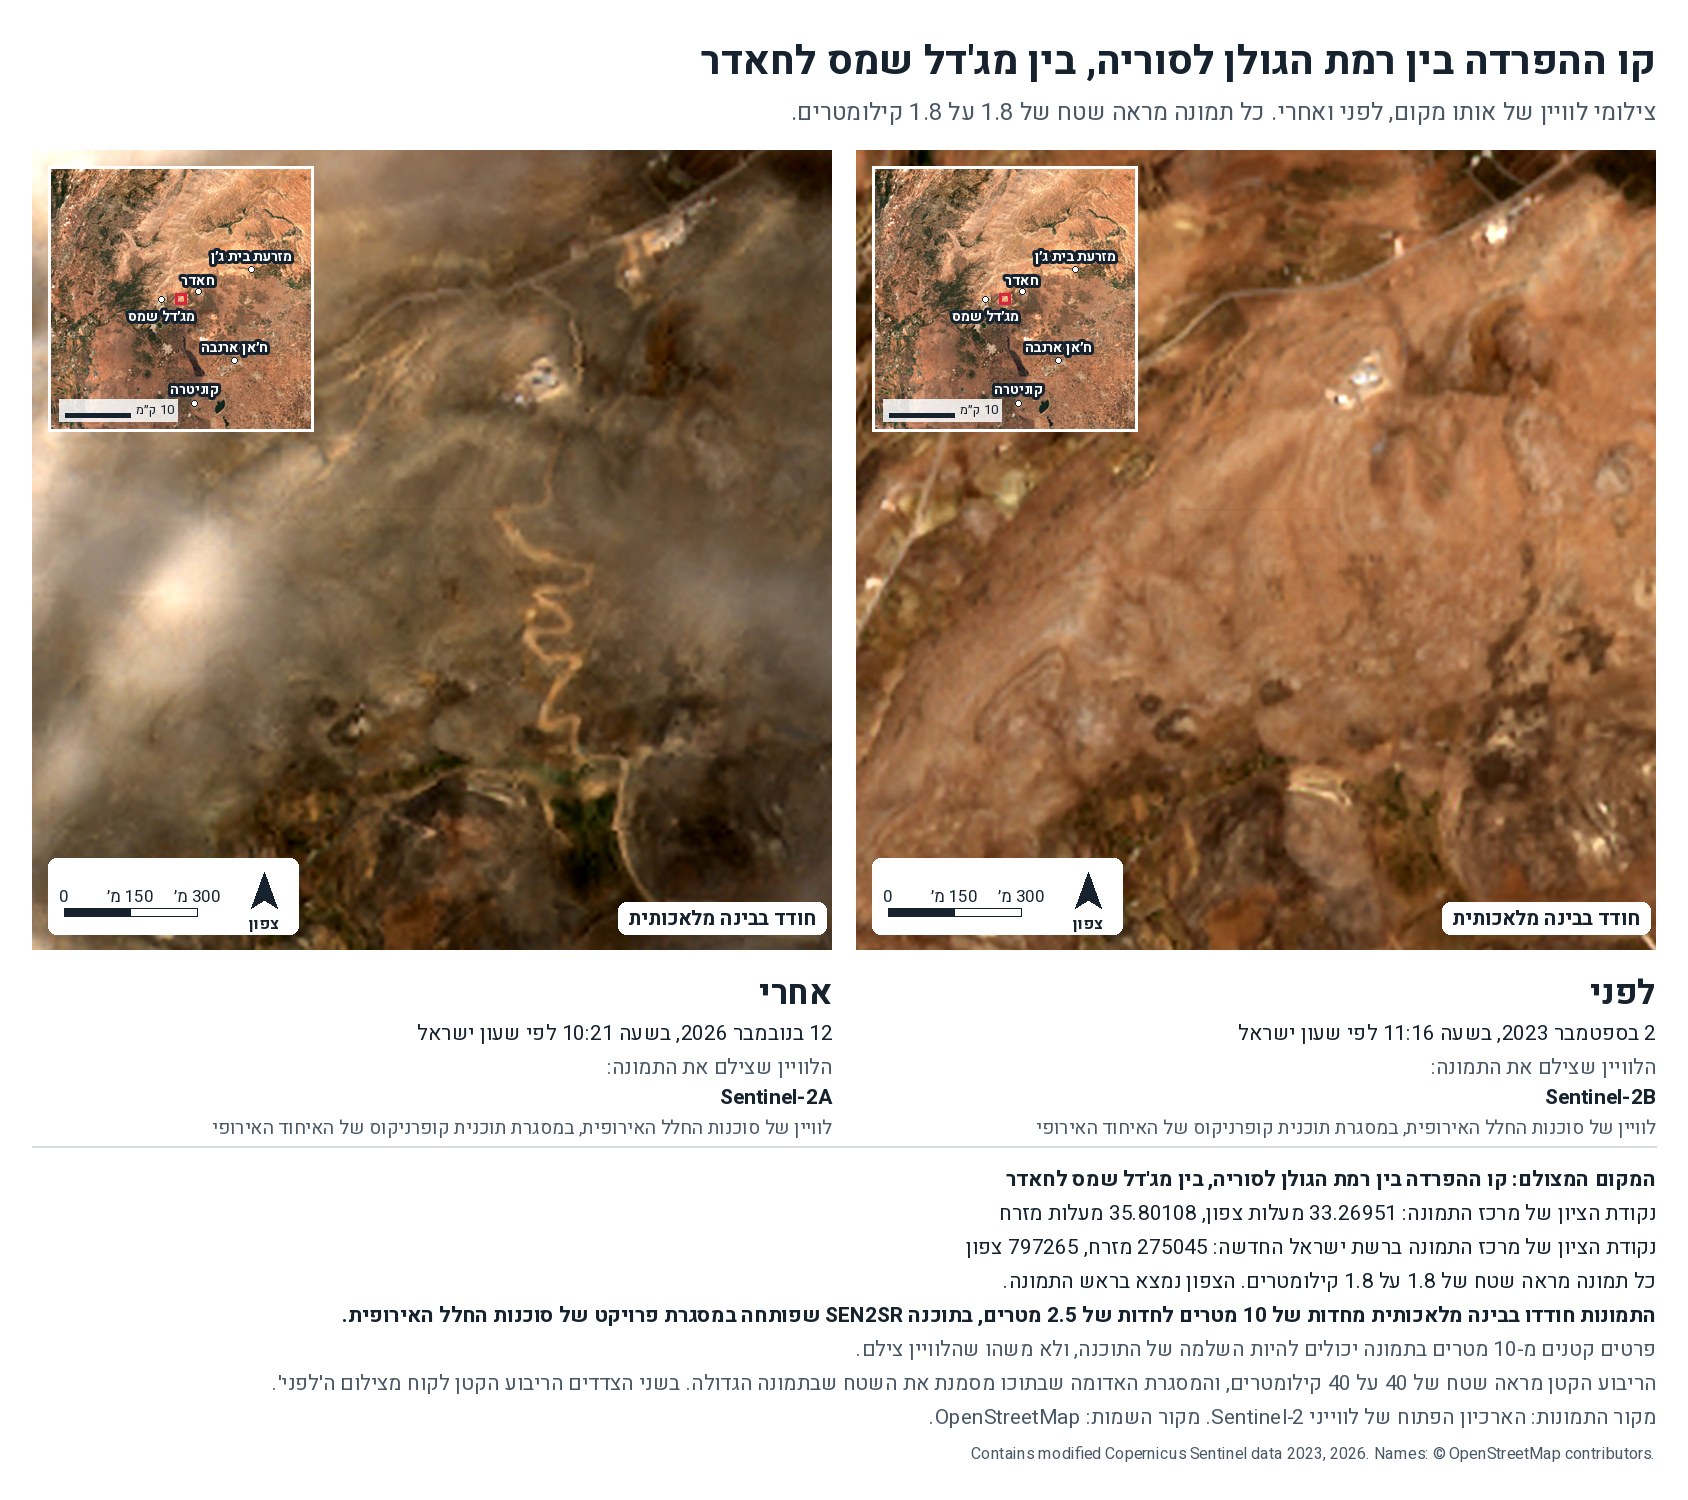 קו ההפרדה בין רמת הגולן לסוריה, בין מג'דל שמס לחאדר
צילומי לוויין של אותו מקום, לפני ואחרי. כל תמונה מראה שטח של 1.8 על 1.8 קילומטרים.
מזרעת בית ג'ן
חאדר
מג'דל שמס
ח'אן ארנבה
קוניטרה
10 ק"מ
0 150 מ' 300 מ'
צפון
חודד בבינה מלאכותית
מזרעת בית ג'ן
חאדר
מג'דל שמס
ח'אן ארנבה
קוניטרה
10 ק"מ
0 150 מ' 300 מ'
צפון
חודד בבינה מלאכותית
לפני
2 בספטמבר 2023, בשעה 11:16 לפי שעון ישראל
הלוויין שצילם את התמונה:
Sentinel-2B
לוויין של סוכנות החלל האירופית, במסגרת תוכנית קופרניקוס של האיחוד האירופי
אחרי
12 בנובמבר 2026, בשעה 10:21 לפי שעון ישראל
הלוויין שצילם את התמונה:
Sentinel-2A
לוויין של סוכנות החלל האירופית, במסגרת תוכנית קופרניקוס של האיחוד האירופי
המקום המצולם: קו ההפרדה בין רמת הגולן לסוריה, בין מג'דל שמס לחאדר
נקודת הציון של מרכז התמונה: 33.26951 מעלות צפון, 35.80108 מעלות מזרח
נקודת הציון של מרכז התמונה ברשת ישראל החדשה: 275045 מזרח, 797265 צפון
כל תמונה מראה שטח של 1.8 על 1.8 קילומטרים. הצפון נמצא בראש התמונה.
התמונות חודדו בבינה מלאכותית מחדות של 10 מטרים לחדות של 2.5 מטרים, בתוכנה SEN2SR שפותחה במסגרת פרויקט של סוכנות החלל האירופית.
פרטים קטנים מ-10 מטרים בתמונה יכולים להיות השלמה של התוכנה, ולא משהו שהלוויין צילם.
הריבוע הקטן מראה שטח של 40 על 40 קילומטרים, והמסגרת האדומה שבתוכו מסמנת את השטח שבתמונה הגדולה. בשני הצדדים הריבוע הקטן לקוח מצילום ה'לפני'.
מקור התמונות: הארכיון הפתוח של לווייני Sentinel-2. מקור השמות: OpenStreetMap.
Contains modified Copernicus Sentinel data 2023, 2026. Names: © OpenStreetMap contributors.